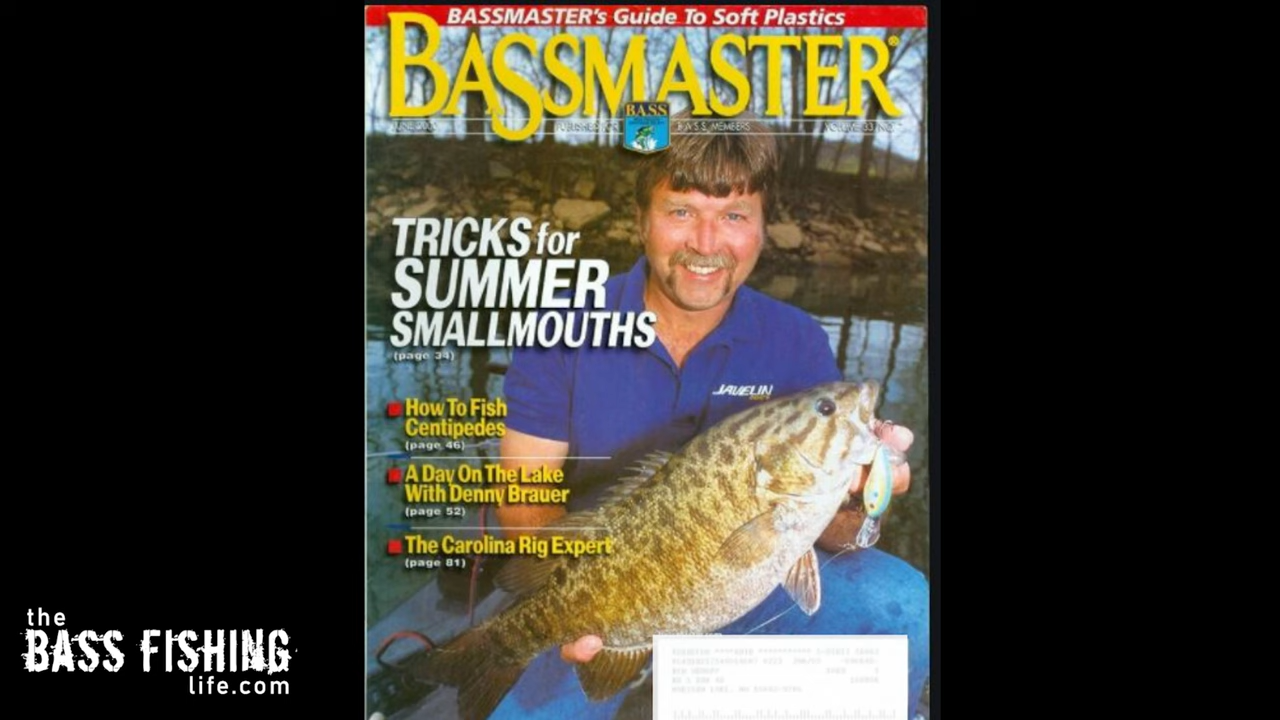 BASSMASTER's Guide To Soft Plastics
BASSMASTER®
BASS
B.A.S.S. MEMBERS
TRICKS for
SUMMER
SMALLMOUTHS
(page 34)
How To Fish
Centipedes
(page 46)
A Day On The Lake
With Denny Brauer
(page 52)
The Carolina Rig Expert
(page 81)
JAVELIN
the
BASS FISHING
life.com